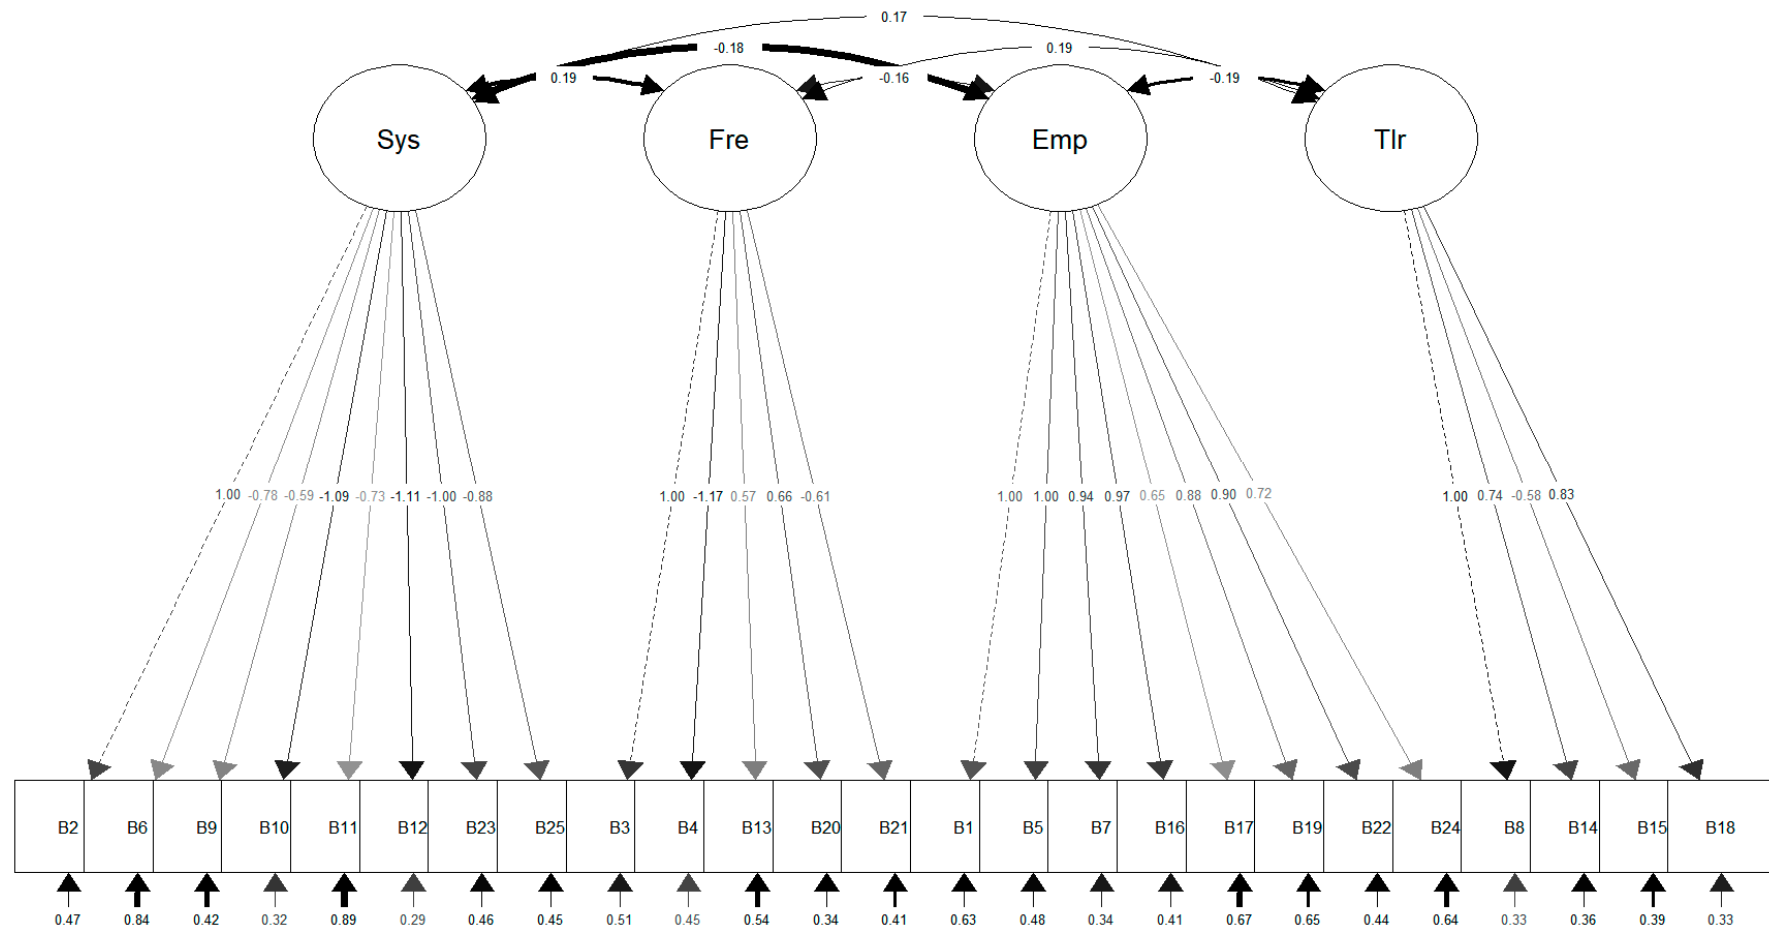 0.17
-0.18 0.19
0.19 -0.16 -0.19
Sys Fre Emp Tlr
1.00 -0.78 -0.59 -1.09 -0.73 -1.11 -1.00 -0.88 1.00 -1.17 0.57 0.66 -0.61 1.00 1.00 0.94 0.97 0.65 0.88 0.90 0.72 1.00 0.74 -0.58 0.83
B2 B6 B9 B10 B11 B12 B23 B25 B3 B4 B13 B20 B21 B1 B5 B7 B16 B17 B19 B22 B24 B8 B14 B15 B18
0.47 0.84 0.42 0.32 0.89 0.29 0.46 0.45 0.51 0.45 0.54 0.34 0.41 0.63 0.48 0.34 0.41 0.67 0.65 0.44 0.64 0.33 0.36 0.39 0.33